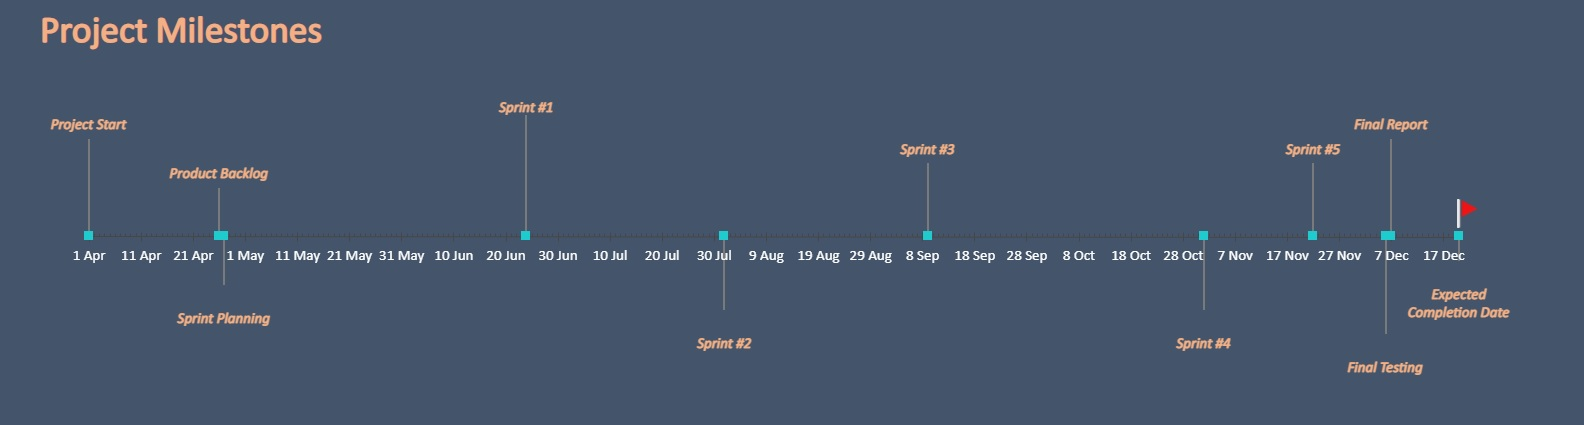 Project Milestones
Sprint #1
Project Start
Final Report
Sprint #3
Sprint #5
Product Backlog
1 Apr 11 Apr 21 Apr 1 May 11 May 21 May 31 May 10 Jun 20 Jun 30 Jun 10 Jul 20 Jul 30 Jul 9 Aug 19 Aug 29 Aug 8 Sep 18 Sep 28 Sep 8 Oct 18 Oct 28 Oct 7 Nov 17 Nov 27 Nov 7 Dec 17 Dec
Expected
Completion Date
Sprint Planning
Sprint #2
Sprint #4
Final Testing